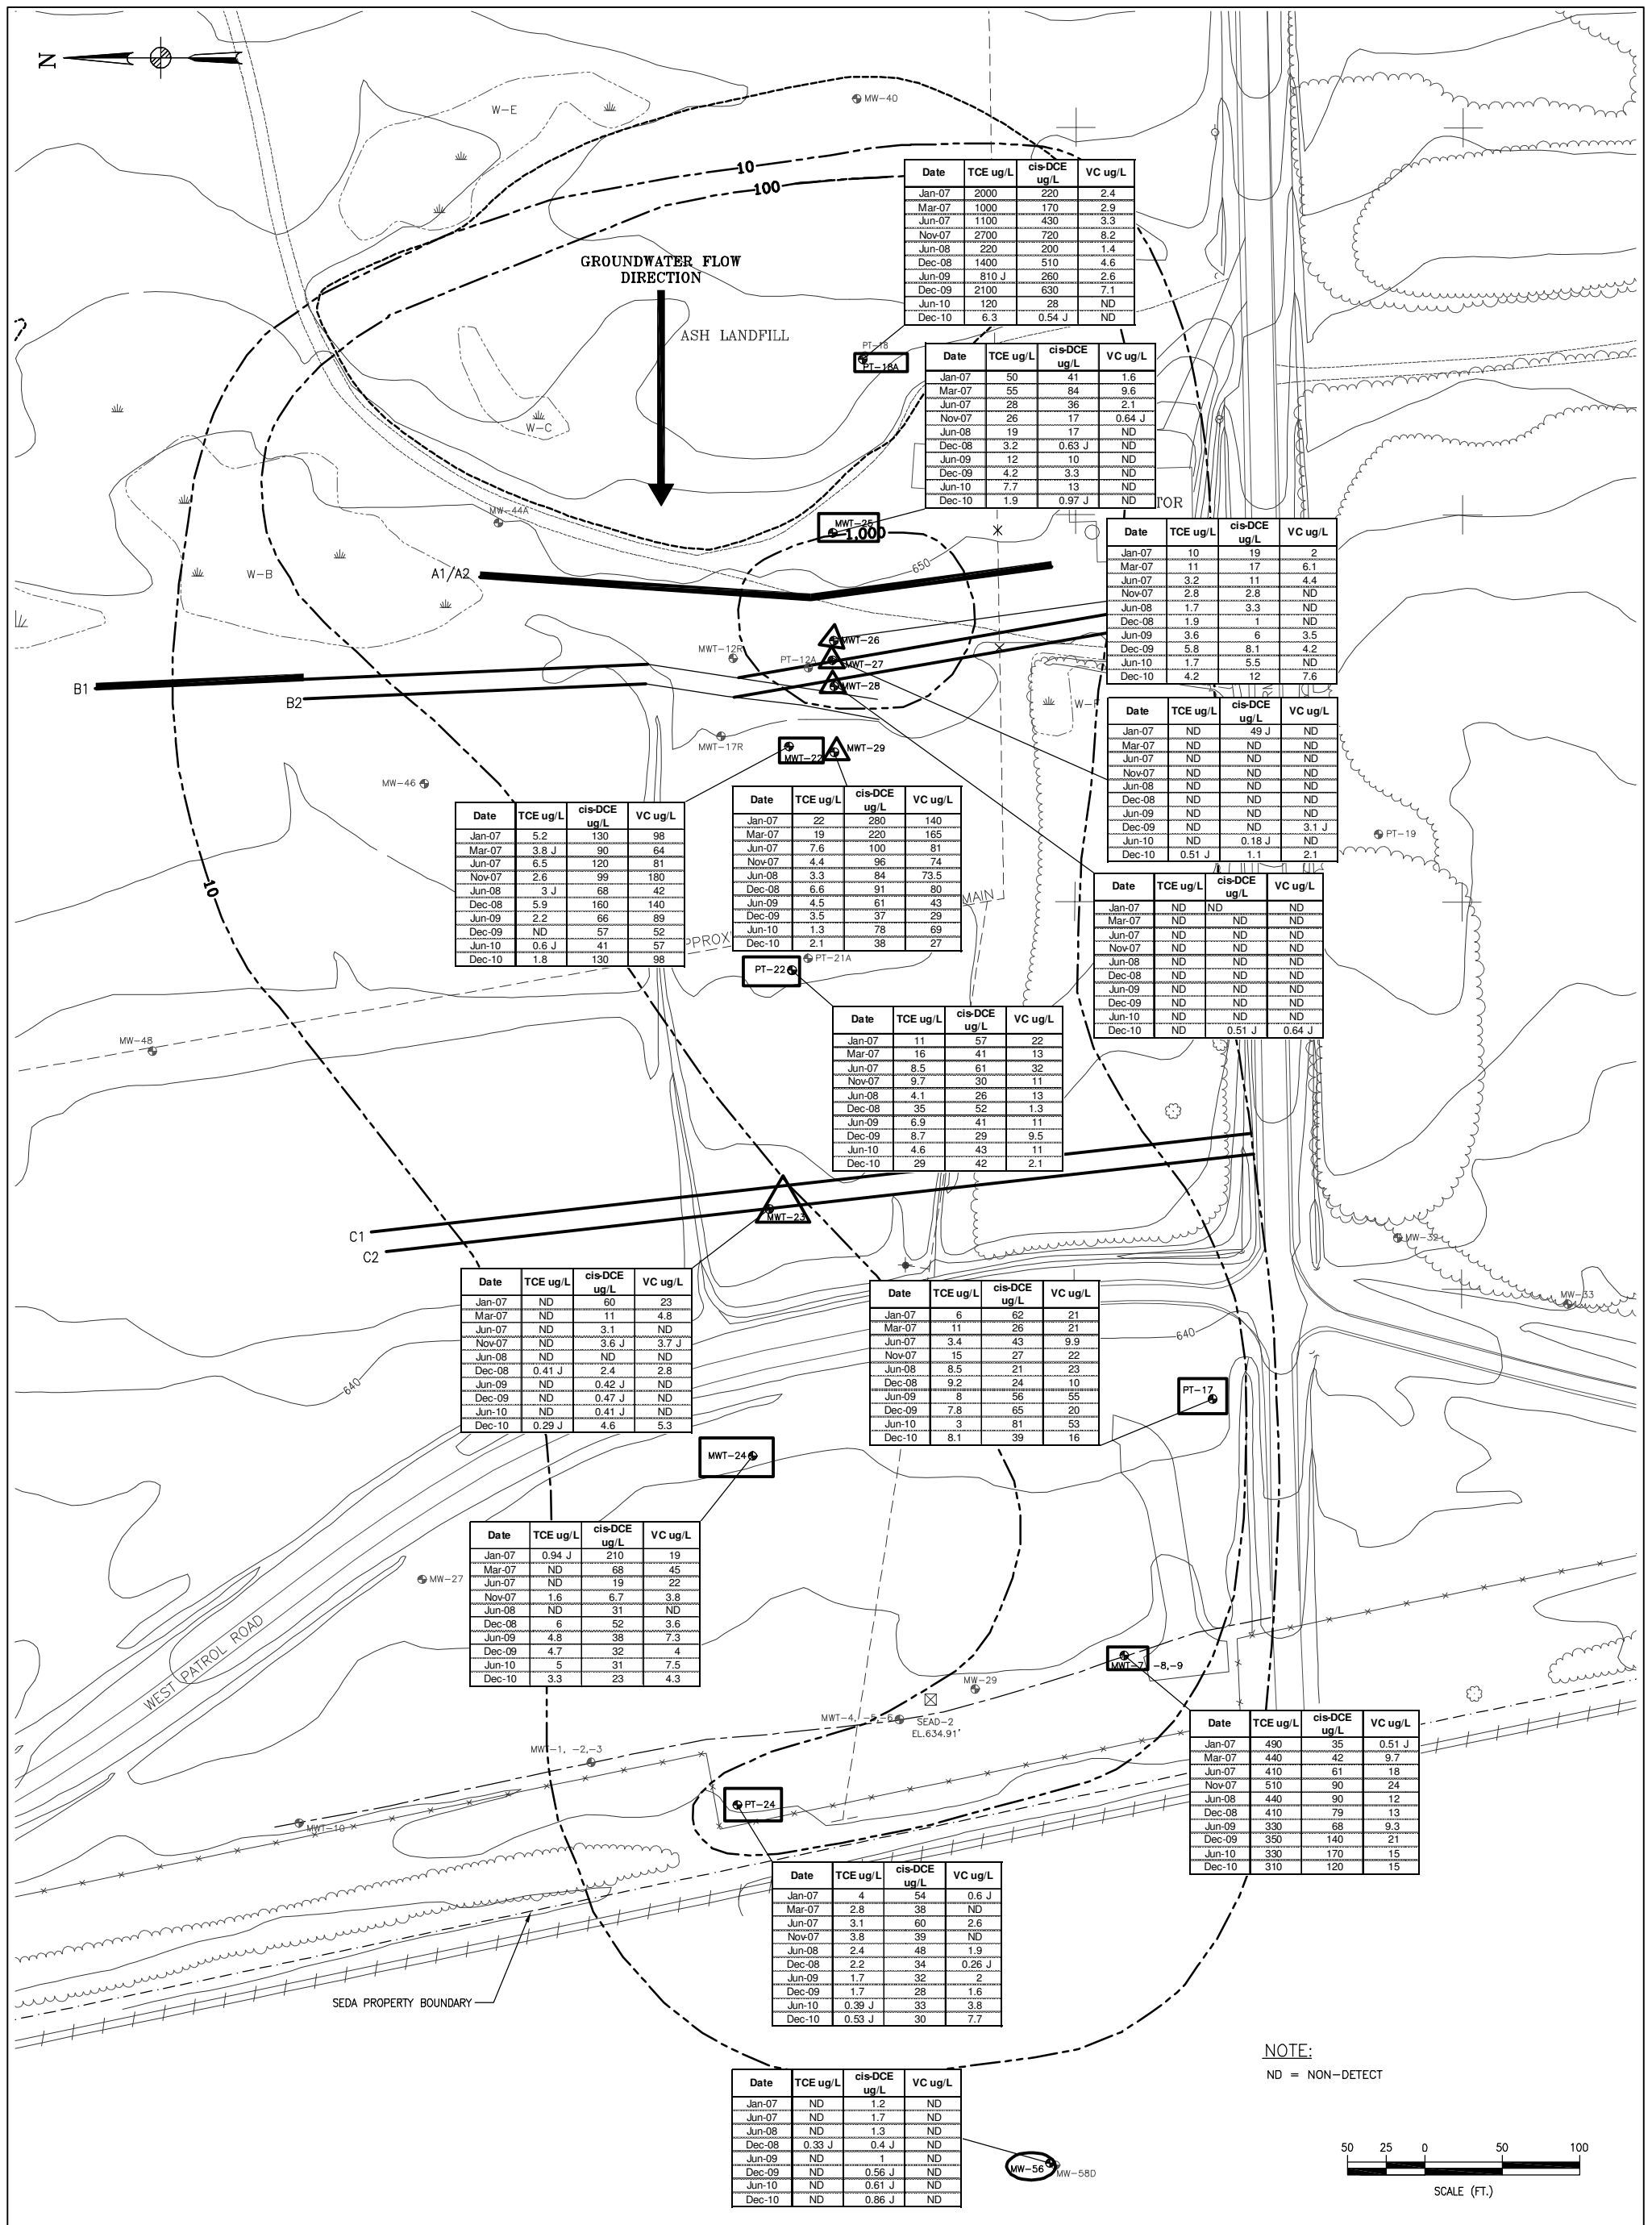 N
W-E
MW-40
10
100
Date TCE ug/L cis-DCE ug/L VC ug/L
Jan-07 2000 220 2.4
Mar-07 1000 170 2.9
Jun-07 1100 430 3.3
Nov-07 2700 720 8.2
Jun-08 220 200 1.4
Dec-08 1400 510 4.6
Jun-09 810 J 260 2.6
Dec-09 2100 630 7.1
Jun-10 120 28 ND
Dec-10 6.3 0.54 J ND
GROUNDWATER FLOW
DIRECTION
ASH LANDFILL
PT-18
PT-18A
W-C
Date TCE ug/L cis-DCE ug/L VC ug/L
Jan-07 50 41 1.6
Mar-07 55 84 9.6
Jun-07 28 36 2.1
Nov-07 26 17 0.64 J
Jun-08 19 17 ND
Dec-08 3.2 0.63 J ND
Jun-09 12 10 ND
Dec-09 4.2 3.3 ND
Jun-10 7.7 13 ND
Dec-10 1.9 0.97 J ND
TOR
MW-44A
MWT-25
1,000
650
W-B
A1/A2
Date TCE ug/L cis-DCE ug/L VC ug/L
Jan-07 10 19 2
Mar-07 11 17 6.1
Jun-07 3.2 11 4.4
Nov-07 2.8 2.8 ND
Jun-08 1.7 3.3 ND
Dec-08 1.9 1 ND
Jun-09 3.6 6 3.5
Dec-09 5.8 8.1 4.2
Jun-10 1.7 5.5 ND
Dec-10 4.2 12 7.6
MWT-26
MWT-12R
PT-12A
MWT-27
MWT-28
B1
B2
W-F
Date TCE ug/L cis-DCE ug/L VC ug/L
Jan-07 ND 49 J ND
Mar-07 ND ND ND
Jun-07 ND ND ND
Nov-07 ND ND ND
Jun-08 ND ND ND
Dec-08 ND ND ND
Jun-09 ND ND ND
Dec-09 ND ND 3.1 J
Jun-10 ND 0.18 J ND
Dec-10 0.51 J 1.1 2.1
MWT-17R
MWT-22
MWT-29
MW-46
PT-19
Date TCE ug/L cis-DCE ug/L VC ug/L
Jan-07 5.2 130 98
Mar-07 3.8 J 90 64
Jun-07 6.5 120 81
Nov-07 2.6 99 180
Jun-08 3 J 68 42
Dec-08 5.9 160 140
Jun-09 2.2 66 89
Dec-09 ND 57 52
Jun-10 0.6 J 41 57
Dec-10 1.8 130 98
Date TCE ug/L cis-DCE ug/L VC ug/L
Jan-07 22 280 140
Mar-07 19 220 165
Jun-07 7.6 100 81
Nov-07 4.4 96 74
Jun-08 3.3 84 73.5
Dec-08 6.6 91 80
Jun-09 4.5 61 43
Dec-09 3.5 37 29
Jun-10 1.3 78 69
Dec-10 2.1 38 27
MAIN
PPROX
10
Date TCE ug/L cis-DCE ug/L VC ug/L
Jan-07 ND ND ND
Mar-07 ND ND ND
Jun-07 ND ND ND
Nov-07 ND ND ND
Jun-08 ND ND ND
Dec-08 ND ND ND
Jun-09 ND ND ND
Dec-09 ND ND ND
Jun-10 ND ND ND
Dec-10 ND 0.51 J 0.64 J
PT-21A
PT-22
MW-48
Date TCE ug/L cis-DCE ug/L VC ug/L
Jan-07 11 57 22
Mar-07 16 41 13
Jun-07 8.5 61 32
Nov-07 9.7 30 11
Jun-08 4.1 26 13
Dec-08 35 52 1.3
Jun-09 6.9 41 11
Dec-09 8.7 29 9.5
Jun-10 4.6 43 11
Dec-10 29 42 2.1
MWT-23
C1
C2
MW-32
MW-33
Date TCE ug/L cis-DCE ug/L VC ug/L
Jan-07 ND 60 23
Mar-07 ND 11 4.8
Jun-07 ND 3.1 ND
Nov-07 ND 3.6 J 3.7 J
Jun-08 ND ND ND
Dec-08 0.41 J 2.4 2.8
Jun-09 ND 0.42 J ND
Dec-09 ND 0.47 J ND
Jun-10 ND 0.41 J ND
Dec-10 0.29 J 4.6 5.3
Date TCE ug/L cis-DCE ug/L VC ug/L
Jan-07 6 62 21
Mar-07 11 26 21
Jun-07 3.4 43 9.9
Nov-07 15 27 22
Jun-08 8.5 21 23
Dec-08 9.2 24 10
Jun-09 8 56 55
Dec-09 7.8 65 20
Jun-10 3 81 53
Dec-10 8.1 39 16
640
640
PT-17
MWT-24
Date TCE ug/L cis-DCE ug/L VC ug/L
Jan-07 0.94 J 210 19
Mar-07 ND 68 45
Jun-07 ND 19 22
Nov-07 1.6 6.7 3.8
Jun-08 ND 31 ND
Dec-08 6 52 3.6
Jun-09 4.8 38 7.3
Dec-09 4.7 32 4
Jun-10 5 31 7.5
Dec-10 3.3 23 4.3
MW-27
WEST PATROL ROAD
MWT-7, -8,-9
MW-29
MWT-4, -5,-6
SEAD-2
EL.634.91'
MWT-1, -2,-3
MWT-10
PT-24
Date TCE ug/L cis-DCE ug/L VC ug/L
Jan-07 490 35 0.51 J
Mar-07 440 42 9.7
Jun-07 410 61 18
Nov-07 510 90 24
Jun-08 440 90 12
Dec-08 410 79 13
Jun-09 330 68 9.3
Dec-09 350 140 21
Jun-10 330 170 15
Dec-10 310 120 15
Date TCE ug/L cis-DCE ug/L VC ug/L
Jan-07 4 54 0.6 J
Mar-07 2.8 38 ND
Jun-07 3.1 60 2.6
Nov-07 3.8 39 ND
Jun-08 2.4 48 1.9
Dec-08 2.2 34 0.26 J
Jun-09 1.7 32 2
Dec-09 1.7 28 1.6
Jun-10 0.39 J 33 3.8
Dec-10 0.53 J 30 7.7
SEDA PROPERTY BOUNDARY
NOTE:
ND = NON-DETECT
Date TCE ug/L cis-DCE ug/L VC ug/L
Jan-07 ND 1.2 ND
Jun-07 ND 1.7 ND
Jun-08 ND 1.3 ND
Dec-08 0.33 J 0.4 J ND
Jun-09 ND 1 ND
Dec-09 ND 0.56 J ND
Jun-10 ND 0.61 J ND
Dec-10 ND 0.86 J ND
MW-56
MW-58D
50 25 0 50 100
SCALE (FT.)